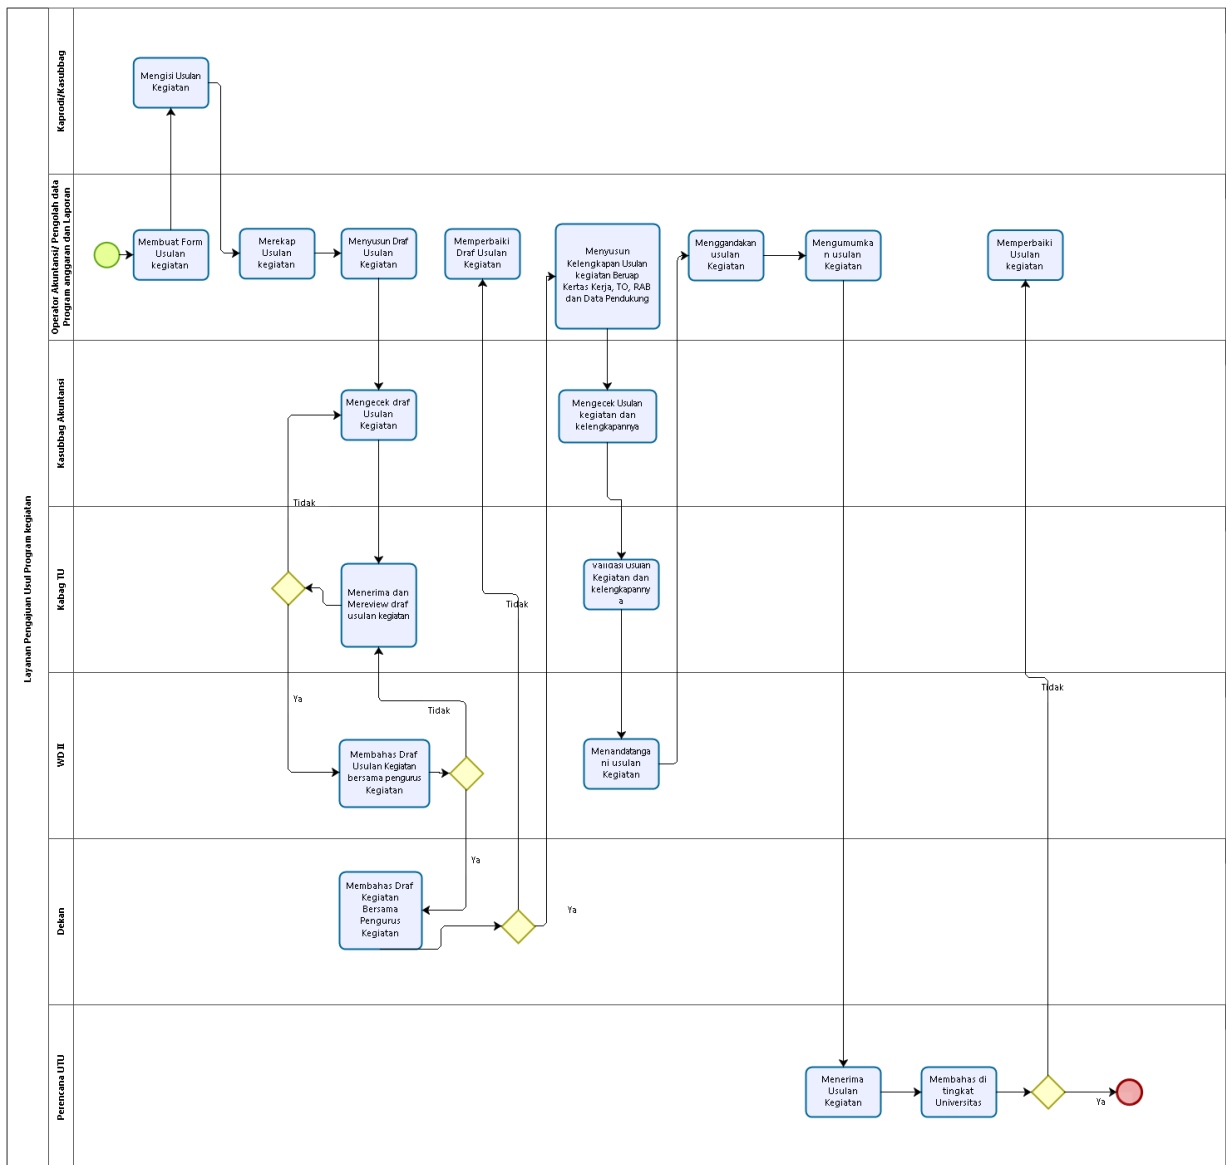 Layanan Pengajuan Usul Program kegiatan
Kaprodi/Kasubbag
Mengisi Usulan
Kegiatan
Operator Akuntansi/ Pengolah data
Program anggaran dan Laporan
Membuat Form
Usulan
kegiatan
Merekap
Usulan
kegiatan
Menyusun Draf
Usulan
Kegiatan
Memperbaiki
Draf Usulan
Kegiatan
Menyusun
Kelengkapan Usulan
kegiatan Beruap
Kertas Kerja, TO, RAB
dan Data Pendukung
Menggandakan
usulan
Kegiatan
Mengumumka
n usulan
Kegiatan
Memperbaiki
Usulan
kegiatan
Kasubbag Akuntansi
Mengecek draf
Usulan
Kegiatan
Mengecek Usulan
kegiatan dan
kelengkapannya
Tidak
Kabag TU
Menerima dan
Mereview draf
usulan kegiatan
Tidak
Validasi Usulan
Kegiatan dan
kelengkapanny
a
WD II
Ya
Tidak
Tidak
Membahas Draf
Usulan Kegiatan
bersama pengurus
Kegiatan
Menandatanga
ni usulan
Kegiatan
Dekan
Ya
Membahas Draf
Kegiatan
Bersama
Pengurus
Kegiatan
Ya
Perencana UTU
Menerima
Usulan
Kegiatan
Membahas di
tingkat
Universitas
Ya